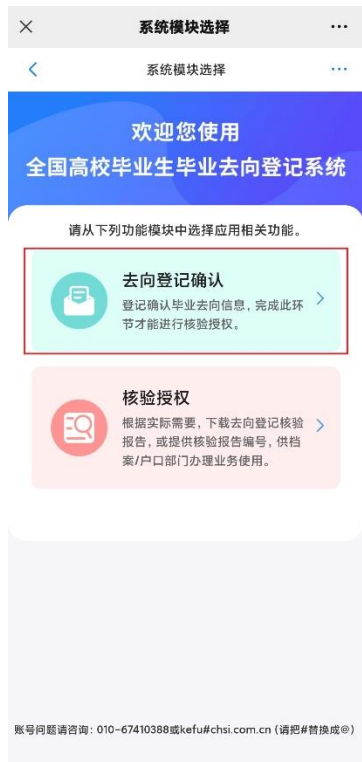 系统模块选择
系统模块选择
欢迎您使用
全国高校毕业生毕业去向登记系统
请从下列功能模块中选择应用相关功能。
去向登记确认
登记确认毕业去向信息，完成此环
节才能进行核验授权。
核验授权
根据实际需要，下载去向登记核验
报告，或提供核验报告编号，供档
案/户口部门办理业务使用。
账号问题请咨询：010-67410388或kefu#chsi.com.cn（请把#替换成@）